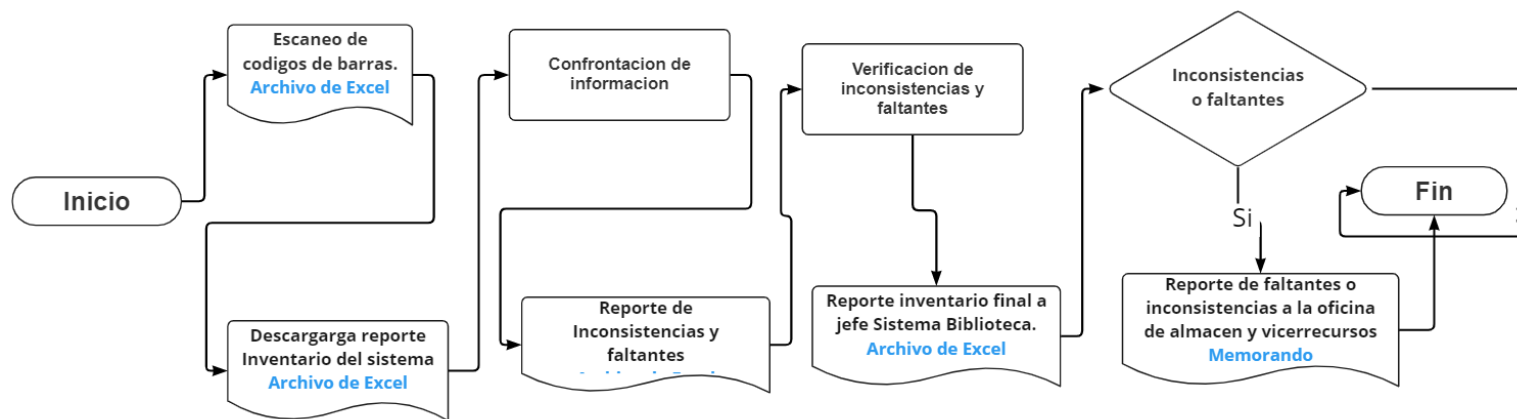 Inicio
Escaneo de
codigos de barras.
Archivo de Excel
Descargarga reporte
Inventario del sistema
Archivo de Excel
Confrontacion de
informacion
Reporte de
Inconsistencias y
faltantes
Verificacion de
inconsistencias y
faltantes
Reporte inventario final a
jefe Sistema Biblioteca.
Archivo de Excel
Inconsistencias
o faltantes
Si
Reporte de faltantes o
inconsistencias a la oficina
de almacen y vicerrecursos
Memorando
Fin